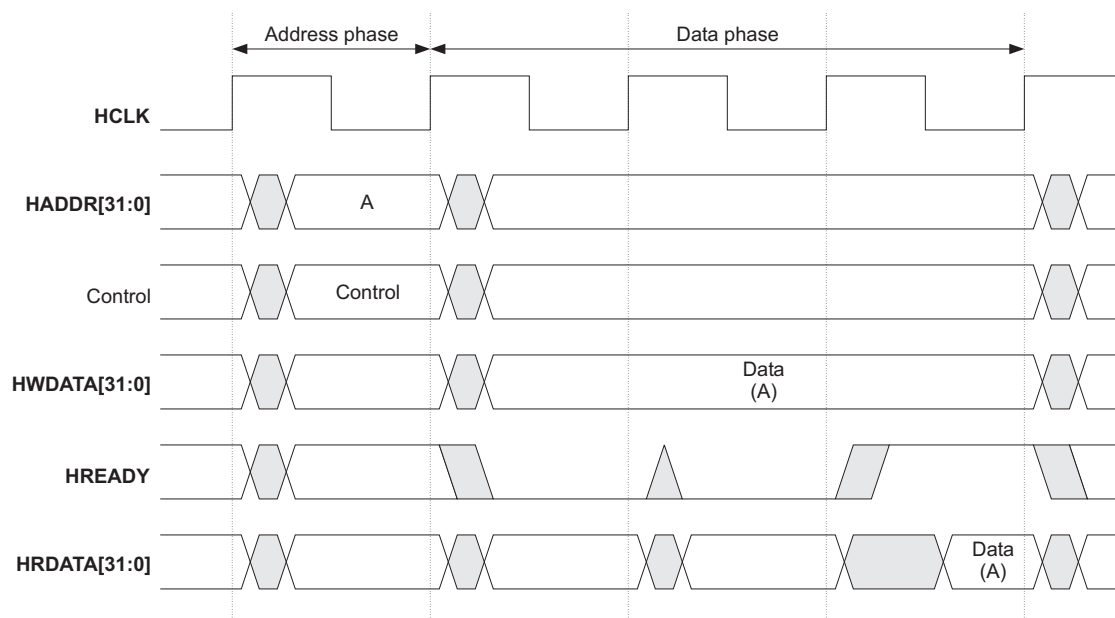 Address phase
Data phase
HCLK
HADDR[31:0]
A
Control
Control
HWDATA[31:0]
Data
(A)
HREADY
HRDATA[31:0]
Data
(A)